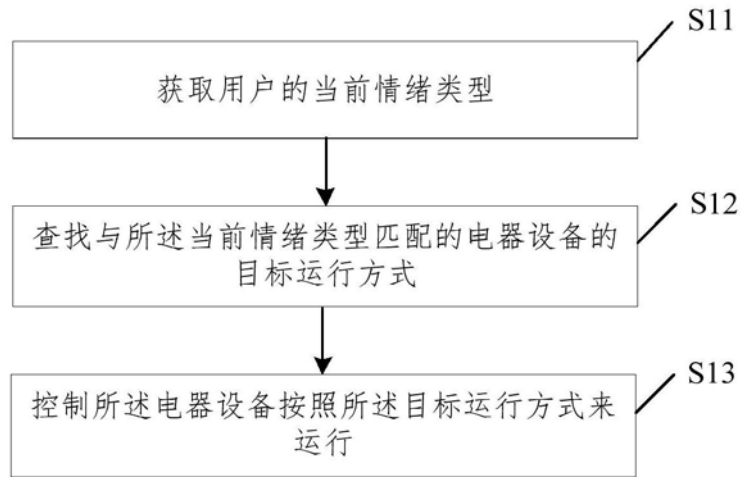 S11
获取用户的当前情绪类型
S12
查找与所述当前情绪类型匹配的电器设备的
目标运行方式
S13
控制所述电器设备按照所述目标运行方式来
运行